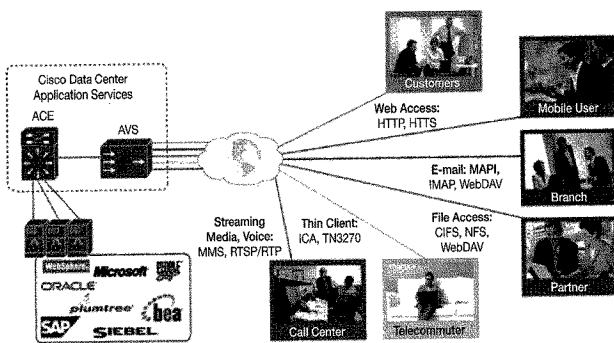 Cisco Data Center
Application Services
ACE
AVS
Customers
Web Access:
HTTP, HTTS
Mobile User
E-mail: MAPI,
IMAP, WebDAV
Branch
File Access:
CIFS, NFS,
WebDAV
Partner
Streaming
Media, Voice:
MMS, RTSP/RTP
Thin Client:
ICA, TN3270
Call Center
Telecommuter
Microsoft
ORACLE
plumtree
bea
SAP
SIEBEL